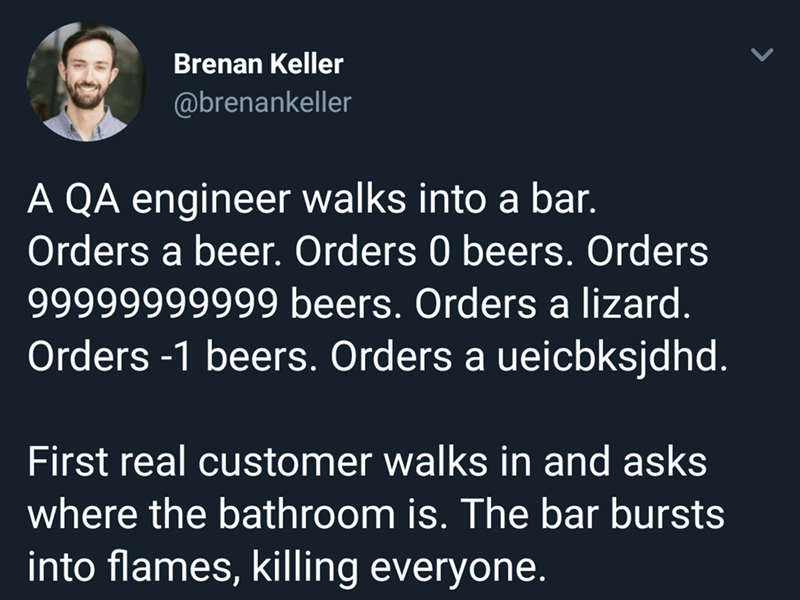 Brenan Keller
@brenankeller
A QA engineer walks into a bar.
Orders a beer. Orders 0 beers. Orders
99999999999 beers. Orders a lizard.
Orders -1 beers. Orders a ueicbksjdhd.
First real customer walks in and asks
where the bathroom is. The bar bursts
into flames, killing everyone.